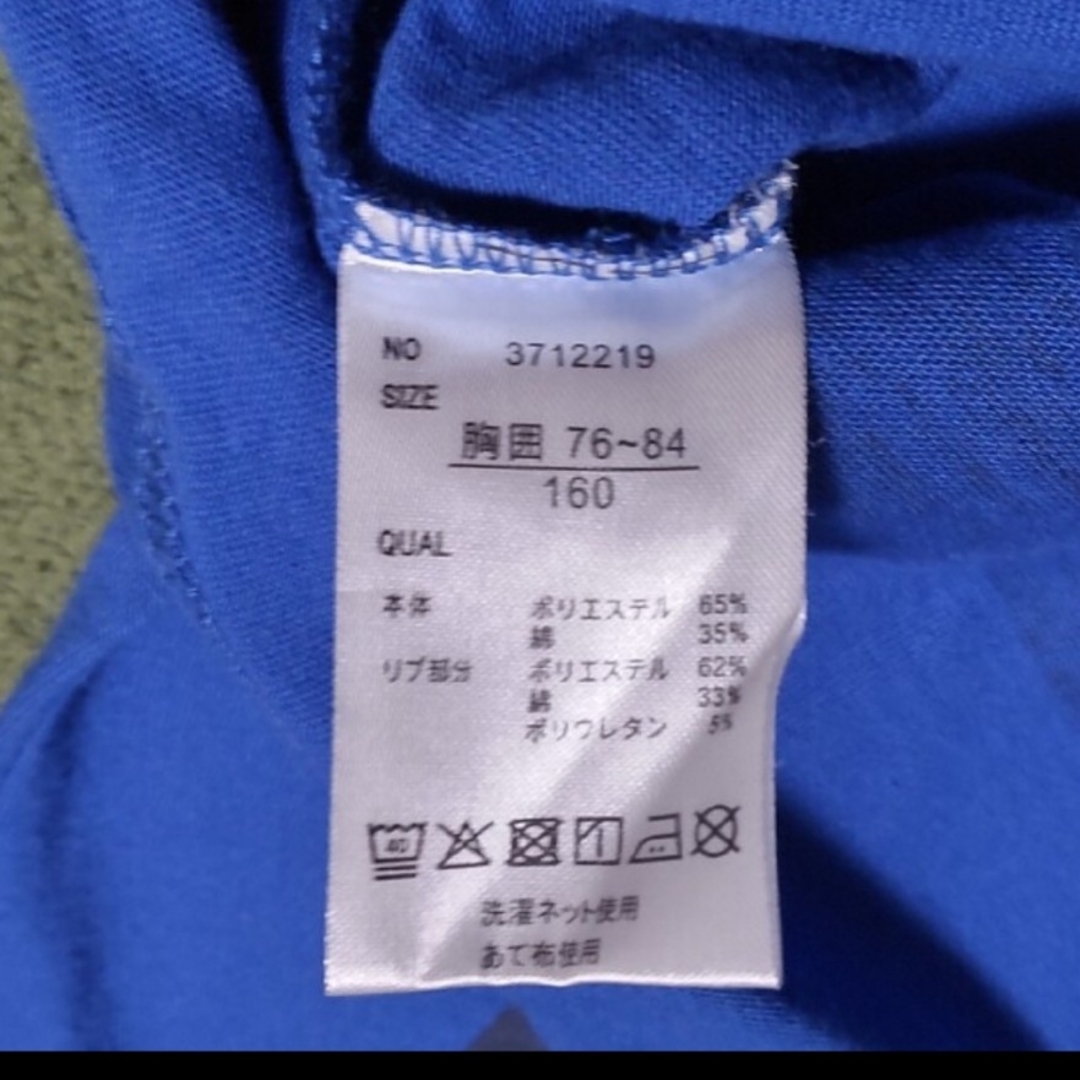 NO 3712219
SIZE
胸囲 76~84
160
QUAL
本体 ポリエステル 65%
綿 35%
リブ部分 ポリエステル 62%
綿 33%
ポリウレタン 5%
40
洗濯ネット使用
あて布使用